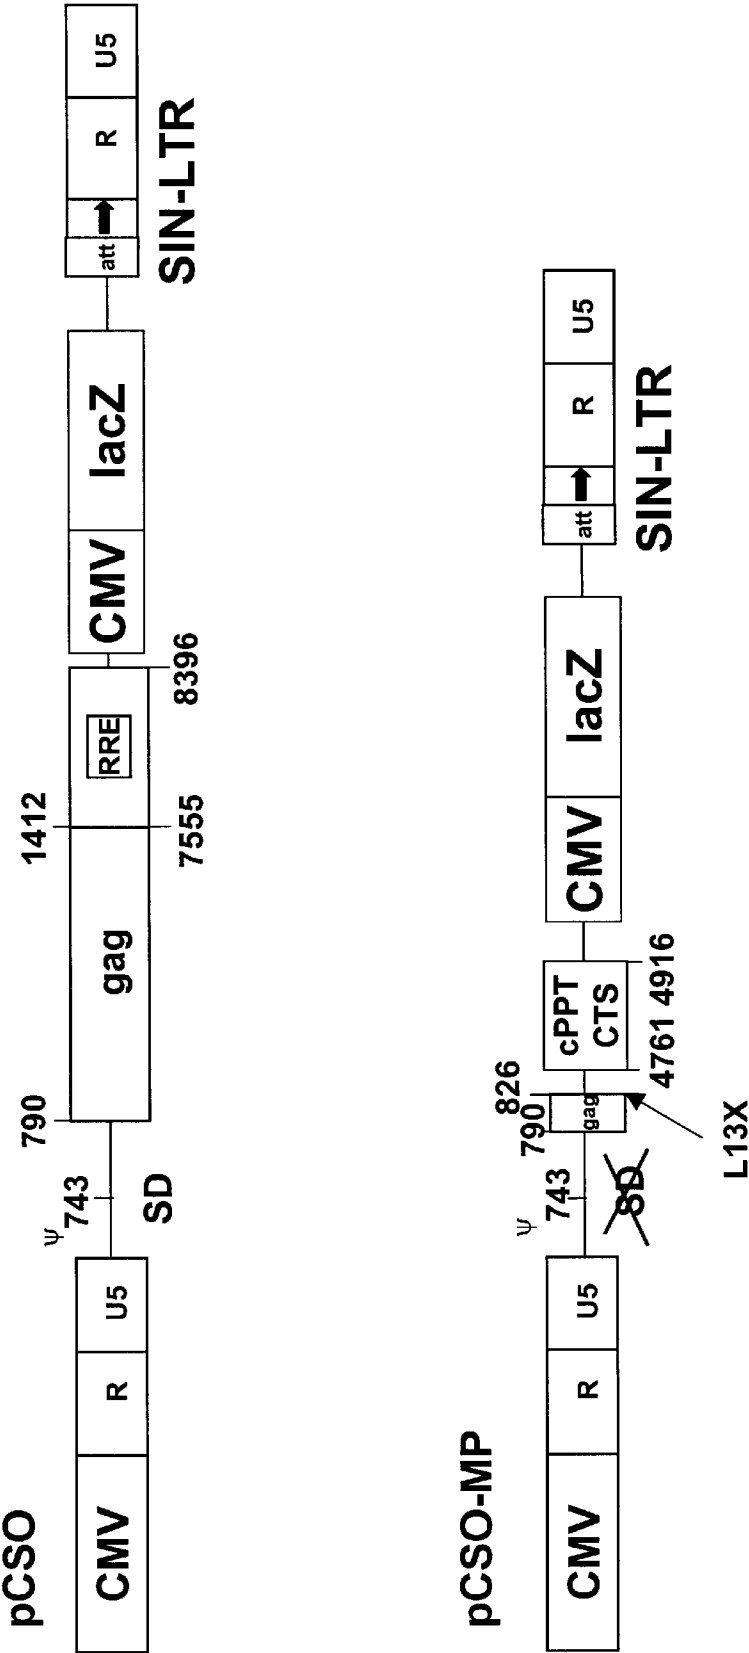 pCSO
CMV
R
U5
ψ
743
SD
790
gag
1412
7555
RRE
8396
CMV
lacZ
att
R
U5
SIN-LTR
pCSO-MP
CMV
R
U5
ψ
743
SD
790
gag
826
L13X
cPPT
CTS
4761 4916
CMV
lacZ
att
R
U5
SIN-LTR